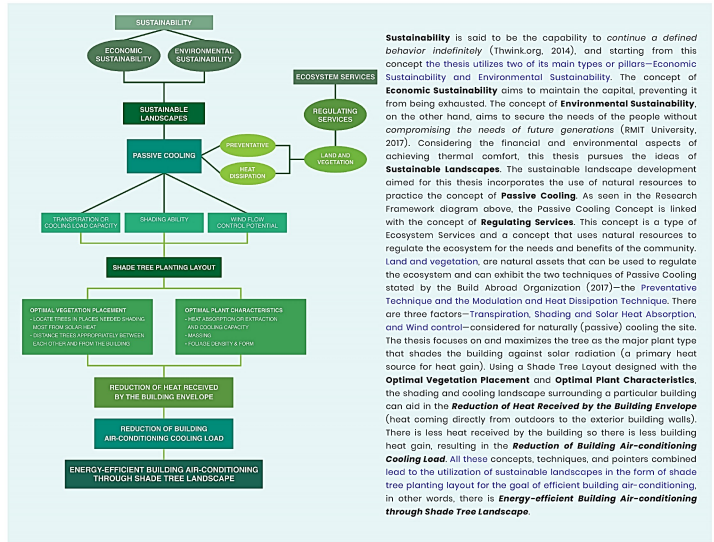 SUSTAINABILITY
ECONOMIC
SUSTAINABILITY
ENVIRONMENTAL
SUSTAINABILITY
ECOSYSTEM SERVICES
SUSTAINABLE
LANDSCAPES
REGULATING
SERVICES
PASSIVE COOLING
PREVENTATIVE
HEAT
DISSIPATION
LAND AND
VEGETATION
TRANSPIRATION OR
COOLING LOAD CAPACITY
SHADING ABILITY
WIND FLOW
CONTROL POTENTIAL
SHADE TREE PLANTING LAYOUT
OPTIMAL VEGETATION PLACEMENT
- LOCATE TRESS IN PLACES NEEDED SHADING
MOST FROM SOLAR HEAT
- DISTANCE TREES APPROPRIATELY BETWEEN
EACH OTHER AND FROM THE BUILDING
OPTIMAL PLANT CHARACTERISTICS
- HEAT ABSORPTION OR EXTRACTION
AND COOLING CAPACITY
- MASSING
- FOLIAGE DENSITY & FORM
REDUCTION OF HEAT RECEIVED
BY THE BUILDING ENVELOPE
REDUCTION OF BUILDING
AIR-CONDITIONING COOLING LOAD
ENERGY-EFFICIENT BUILDING AIR-CONDITIONING
THROUGH SHADE TREE LANDSCAPE
Sustainability is said to be the capability to continue a defined
behavior indefinitely (Thwink.org, 2014), and starting from this
concept the thesis utilizes two of its main types or pillars—Economic
Sustainability and Environmental Sustainability. The concept of
Economic Sustainability aims to maintain the capital, preventing it
from being exhausted. The concept of Environmental Sustainability,
on the other hand, aims to secure the needs of the people without
compromising the needs of future generations (RMIT University,
2017). Considering the financial and environmental aspects of
achieving thermal comfort, this thesis pursues the ideas of
Sustainable Landscapes. The sustainable landscape development
aimed for this thesis incorporates the use of natural resources to
practice the concept of Passive Cooling. As seen in the Research
Framework diagram above, the Passive Cooling Concept is linked
with the concept of Regulating Services. This concept is a type of
Ecosystem Services and a concept that uses natural resources to
regulate the ecosystem for the needs and benefits of the community.
Land and vegetation, are natural assets that can be used to regulate
the ecosystem and can exhibit the two techniques of Passive Cooling
stated by the Build Abroad Organization (2017)—the Preventative
Technique and the Modulation and Heat Dissipation Technique. There
are three factors—Transpiration, Shading and Solar Heat Absorption,
and Wind control—considered for naturally (passive) cooling the site.
The thesis focuses on and maximizes the tree as the major plant type
that shades the building against solar radiation (a primary heat
source for heat gain). Using a Shade Tree Layout designed with the
Optimal Vegetation Placement and Optimal Plant Characteristics,
the shading and cooling landscape surrounding a particular building
can aid in the Reduction of Heat Received by the Building Envelope
(heat coming directly from outdoors to the exterior building walls).
There is less heat received by the building so there is less building
heat gain, resulting in the Reduction of Building Air-conditioning
Cooling Load. All these concepts, techniques, and pointers combined
lead to the utilization of sustainable landscapes in the form of shade
tree planting layout for the goal of efficient building air-conditioning,
in other words, there is Energy-efficient Building Air-conditioning
through Shade Tree Landscape.